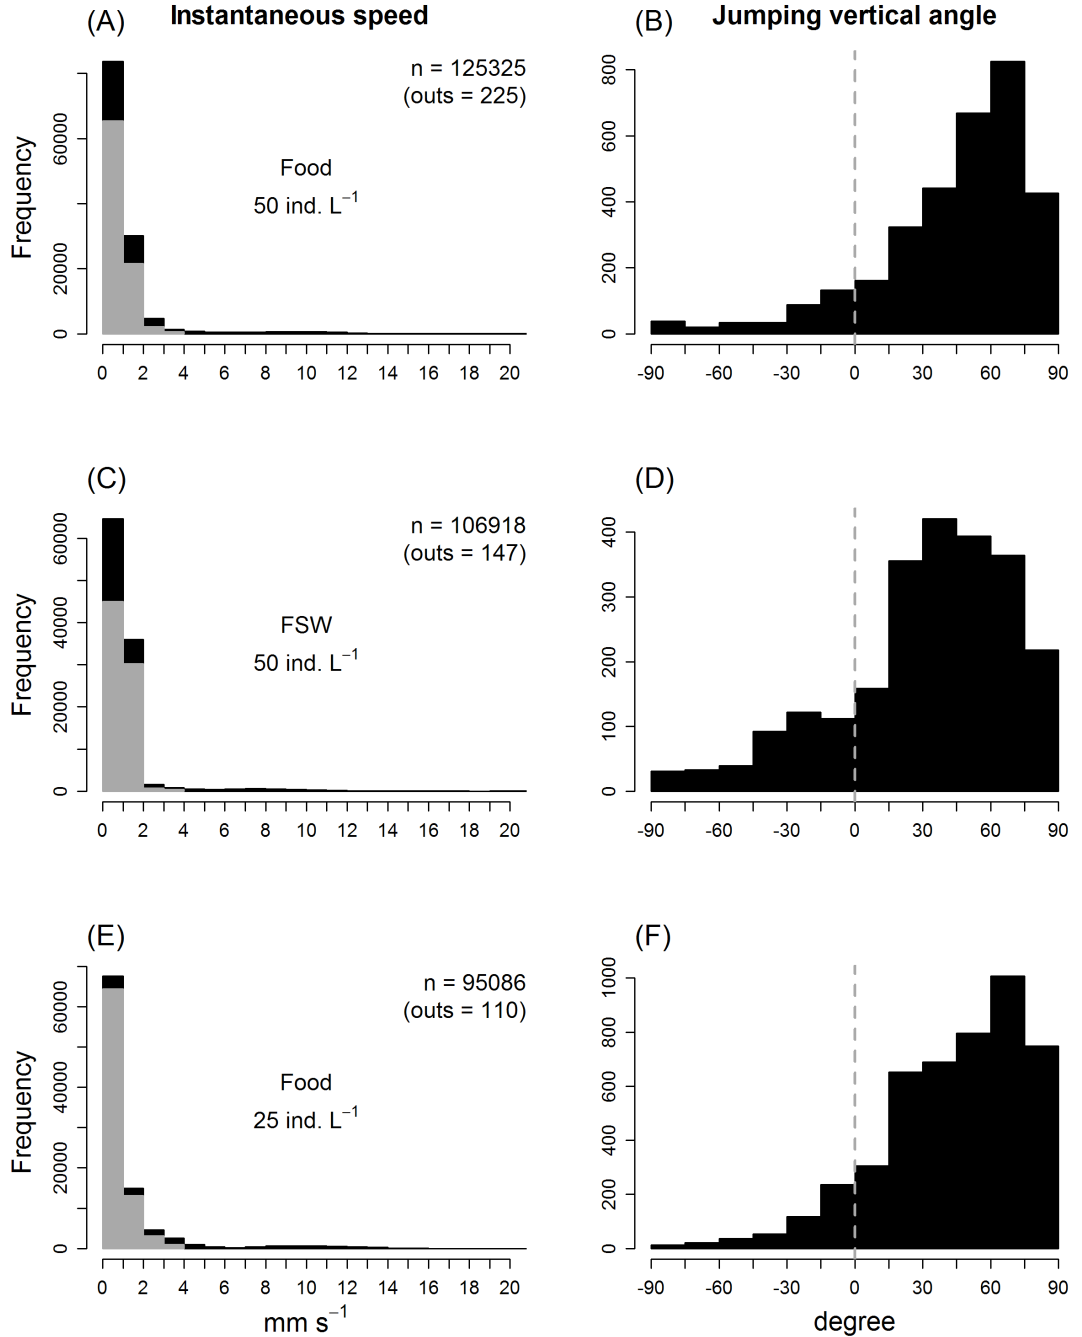 (A) Instantaneous speed
n = 125325
(outs = 225)
Food
50 ind. L⁻¹
Frequency
0 20000 60000
0 2 4 6 8 10 12 14 16 18 20
(B) Jumping vertical angle
0 200 400 600 800
-90 -60 -30 0 30 60 90
(C)
n = 106918
(outs = 147)
FSW
50 ind. L⁻¹
Frequency
0 20000 40000 60000
0 2 4 6 8 10 12 14 16 18 20
(D)
0 100 200 300 400
-90 -60 -30 0 30 60 90
(E)
n = 95086
(outs = 110)
Food
25 ind. L⁻¹
Frequency
0 20000 40000 60000
0 2 4 6 8 10 12 14 16 18 20
mm s⁻¹
(F)
0 200 400 600 800 1000
-90 -60 -30 0 30 60 90
degree